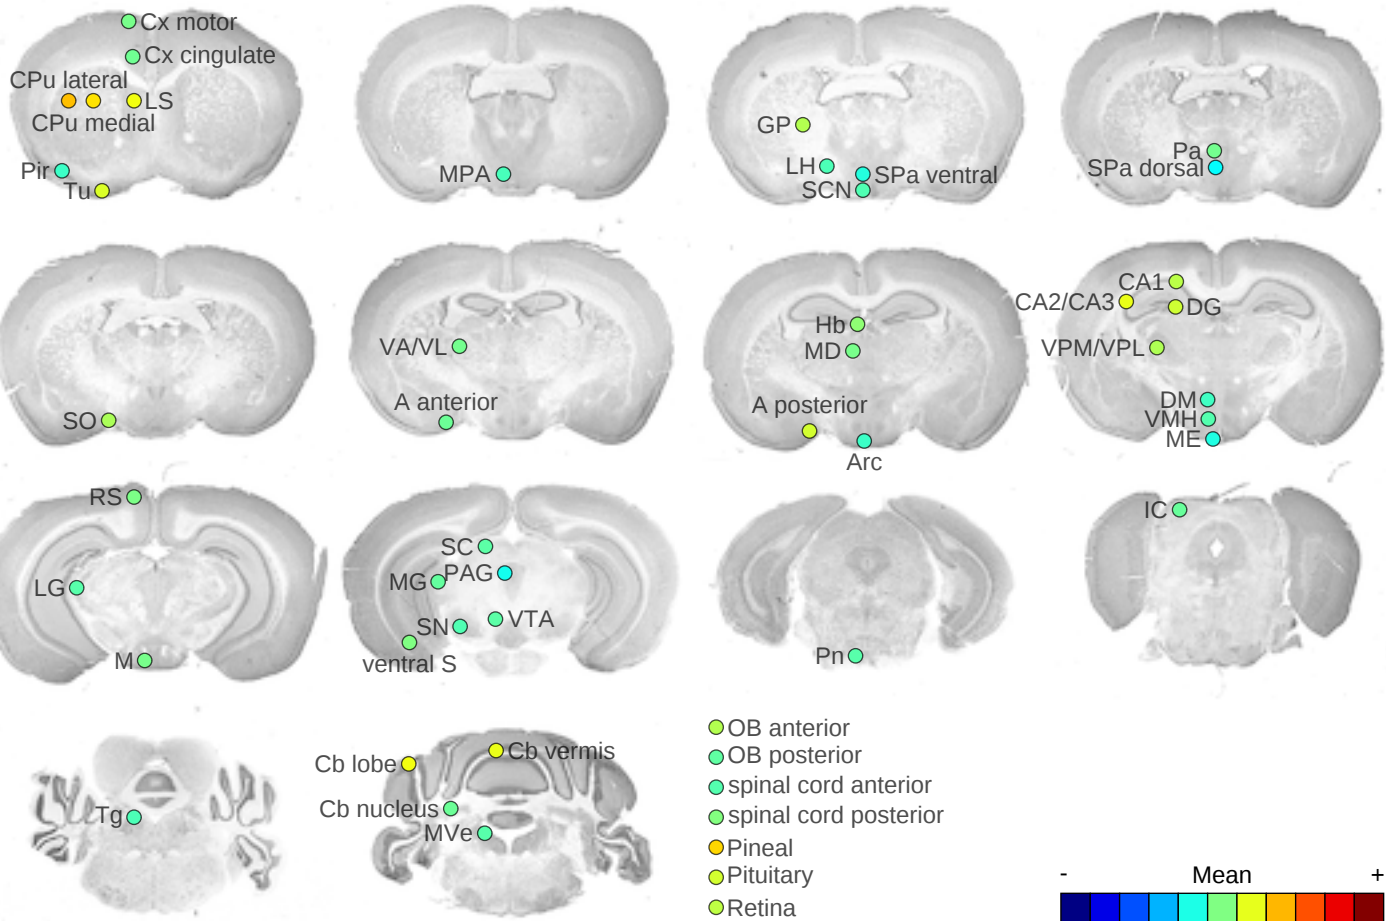 Cx motor
Cx cingulate
CPu lateral
LS
CPu medial
Pir
Tu
MPA
GP
LH
SPa ventral
SCN
Pa
SPa dorsal
SO
VA/VL
A anterior
Hb
MD
A posterior
Arc
CA1
CA2/CA3
DG
VPM/VPL
DM
VMH
ME
RS
LG
M
SC
MG
PAG
SN
VTA
ventral S
Pn
IC
Tg
Cb lobe
Cb vermis
Cb nucleus
MVe
OB anterior
OB posterior
spinal cord anterior
spinal cord posterior
Pineal
Pituitary
Retina
- Mean +